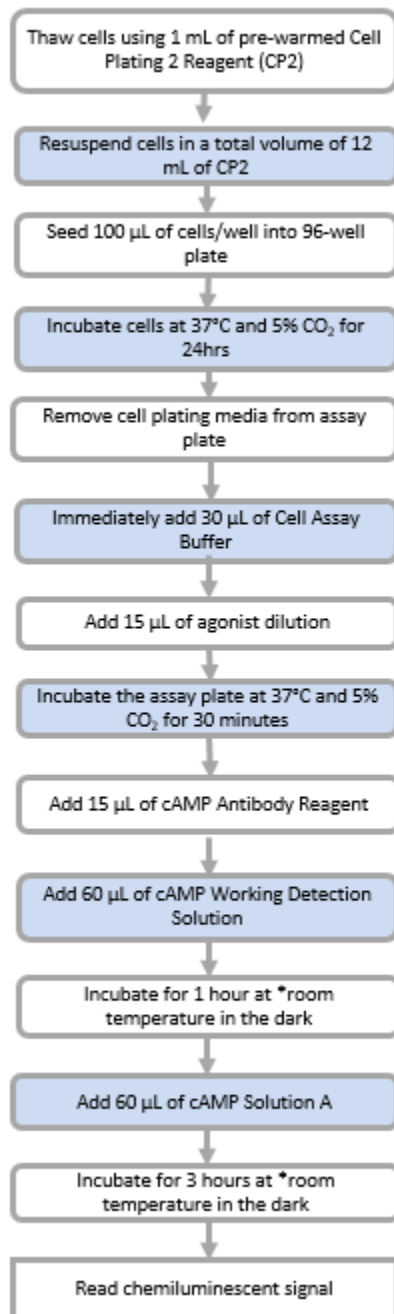 Thaw cells using 1 mL of pre-warmed Cell
Plating 2 Reagent (CP2)
Resuspend cells in a total volume of 12
mL of CP2
Seed 100 µL of cells/well into 96-well
plate
Incubate cells at 37°C and 5% CO₂ for
24hrs
Remove cell plating media from assay
plate
Immediately add 30 µL of Cell Assay
Buffer
Add 15 µL of agonist dilution
Incubate the assay plate at 37°C and 5%
CO₂ for 30 minutes
Add 15 µL of cAMP Antibody Reagent
Add 60 µL of cAMP Working Detection
Solution
Incubate for 1 hour at *room
temperature in the dark
Add 60 µL of cAMP Solution A
Incubate for 3 hours at *room
temperature in the dark
Read chemiluminescent signal